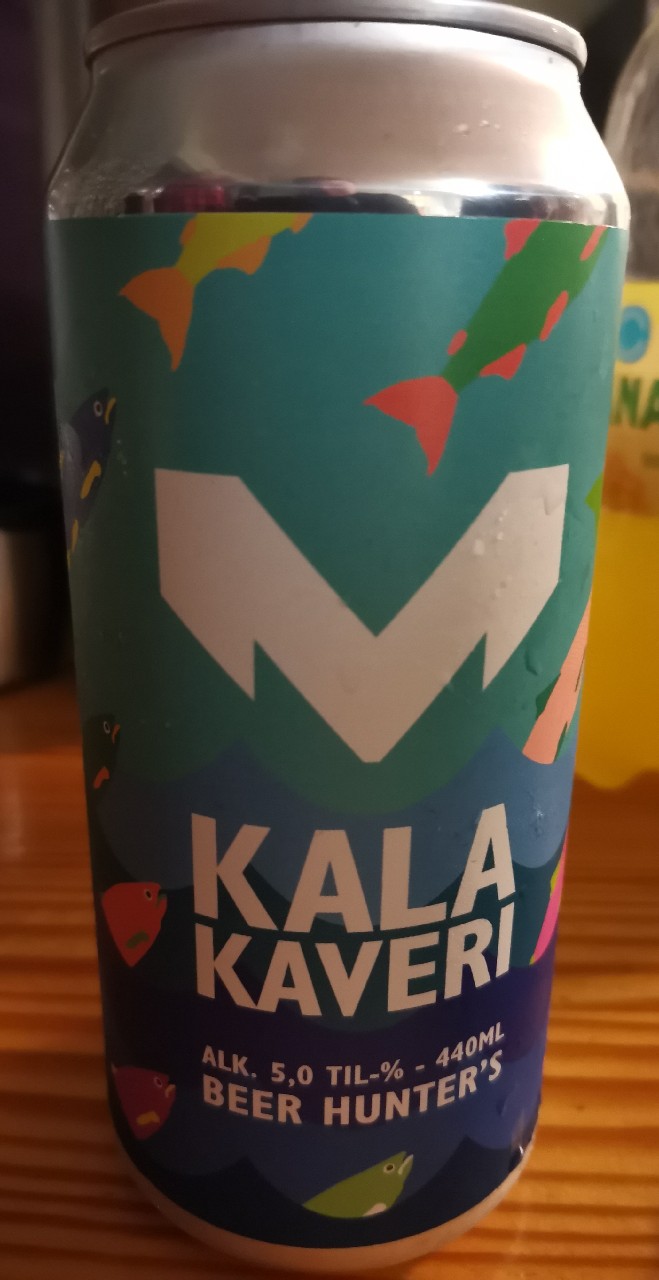 KALA
KAVERI
ALK. 5,0 TIL-% - 440ML
BEER HUNTER'S